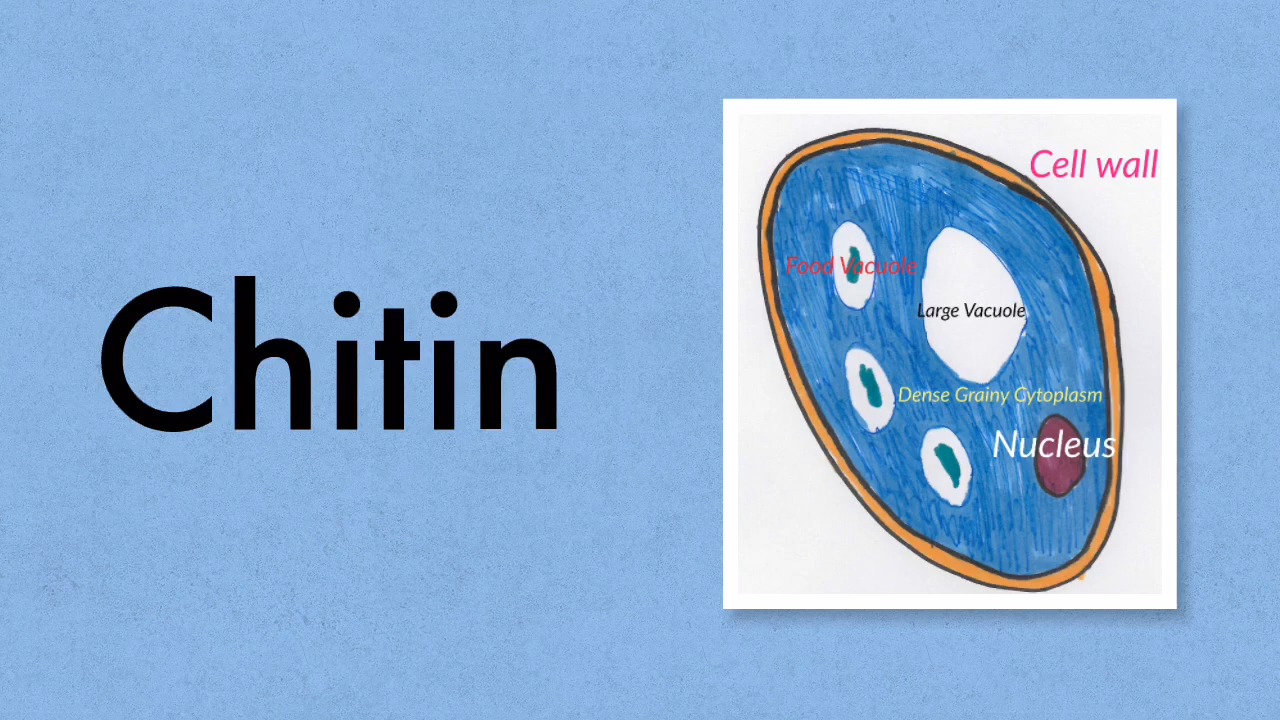 Chitin
Cell wall
Food Vacuole
Large Vacuole
Dense Grainy Cytoplasm
Nucleus